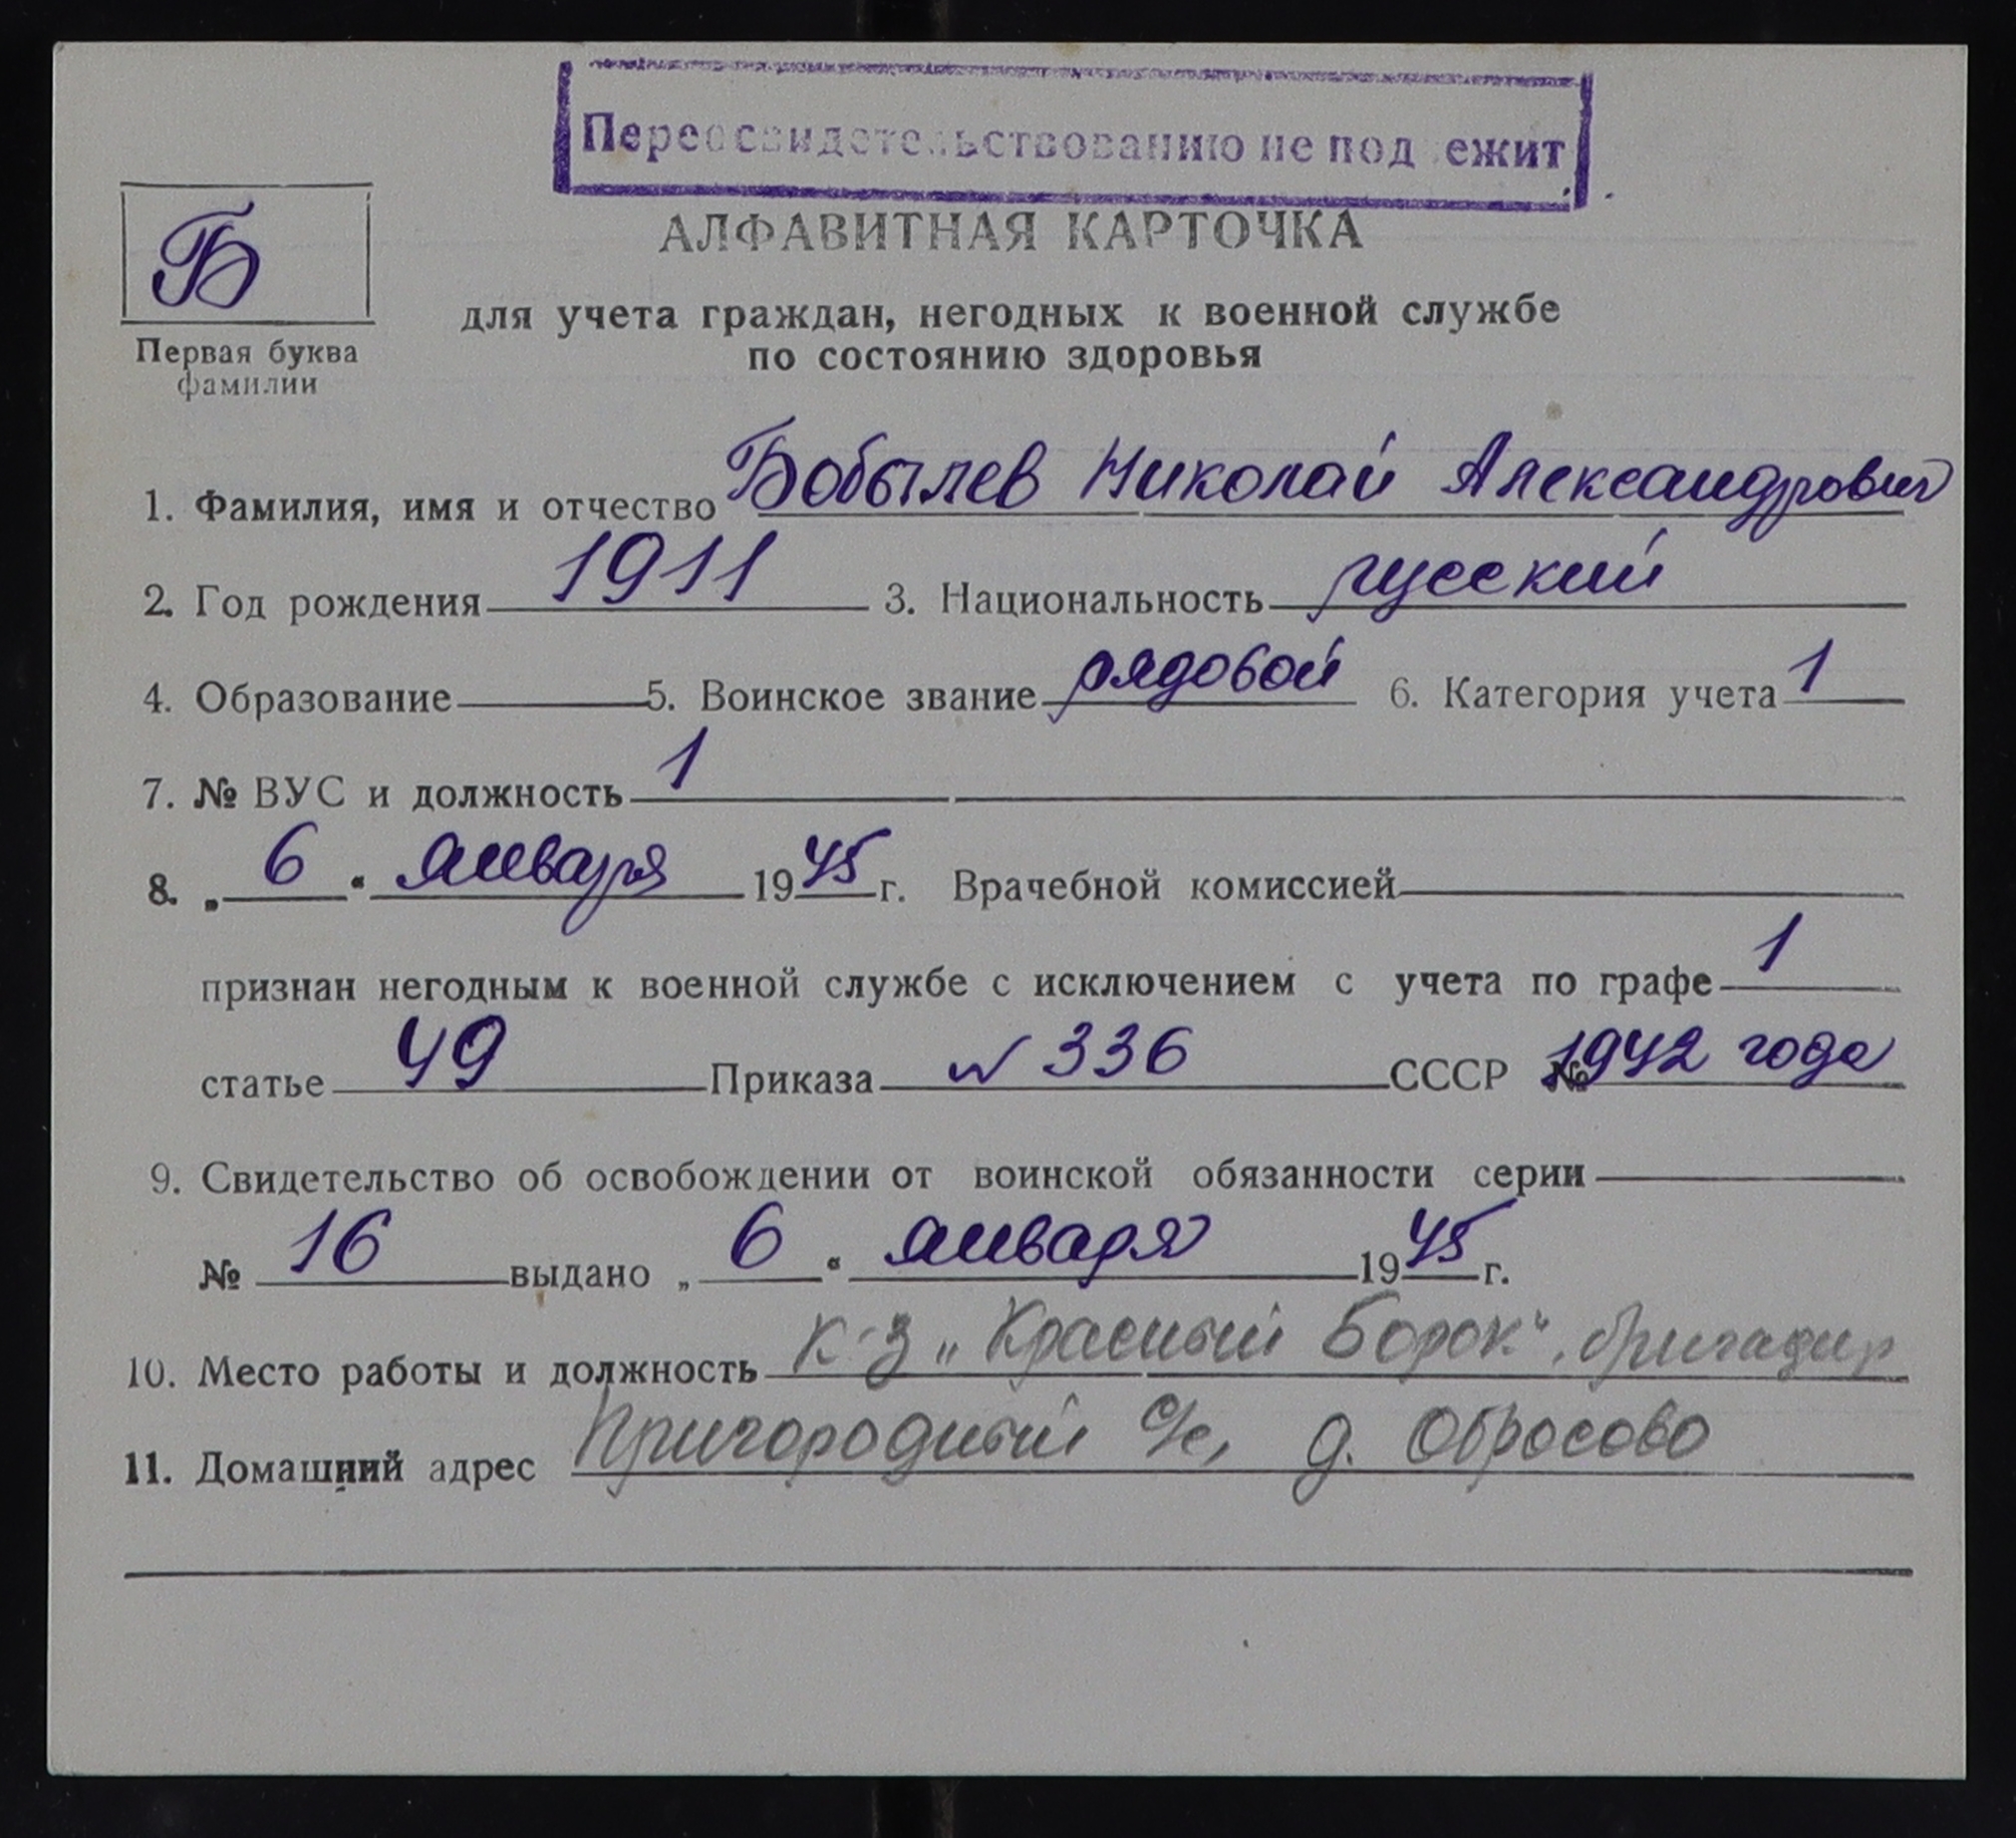 Переосвидетельствованию не подлежит
Б
АЛФАВИТНАЯ КАРТОЧКА
для учета граждан, негодных к военной службе
по состоянию здоровья
Первая буква
фамилии
1. Фамилия, имя и отчество Бобылев Николай Александрович
2. Год рождения 1911 3. Национальность русский
4. Образование 5. Воинское звание рядовой 6. Категория учета 1
7. № ВУС и должность 1
8. „ 6 “ января 1945 г. Врачебной комиссией
признан негодным к военной службе с исключением с учета по графе 1
статье 49 Приказа № 336 СССР № 1942 года
9. Свидетельство об освобождении от воинской обязанности серии
№ 16 выдано „ 6 “ января 1945 г.
10. Место работы и должность к-з „Красный Борок“, бригадир
11. Домашний адрес Пригородный с/с, д. Обросово